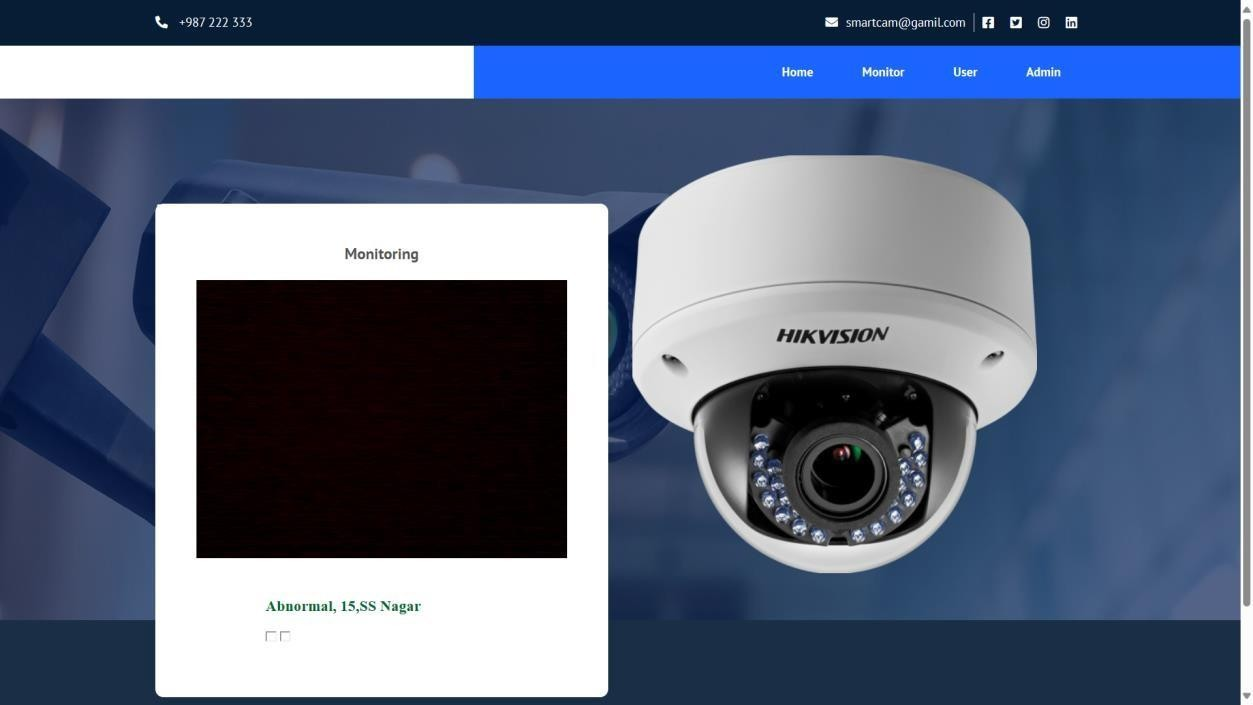 +987 222 333
smartcam@gamil.com
Home Monitor User Admin
Monitoring
HIKVISION
Abnormal, 15,SS Nagar